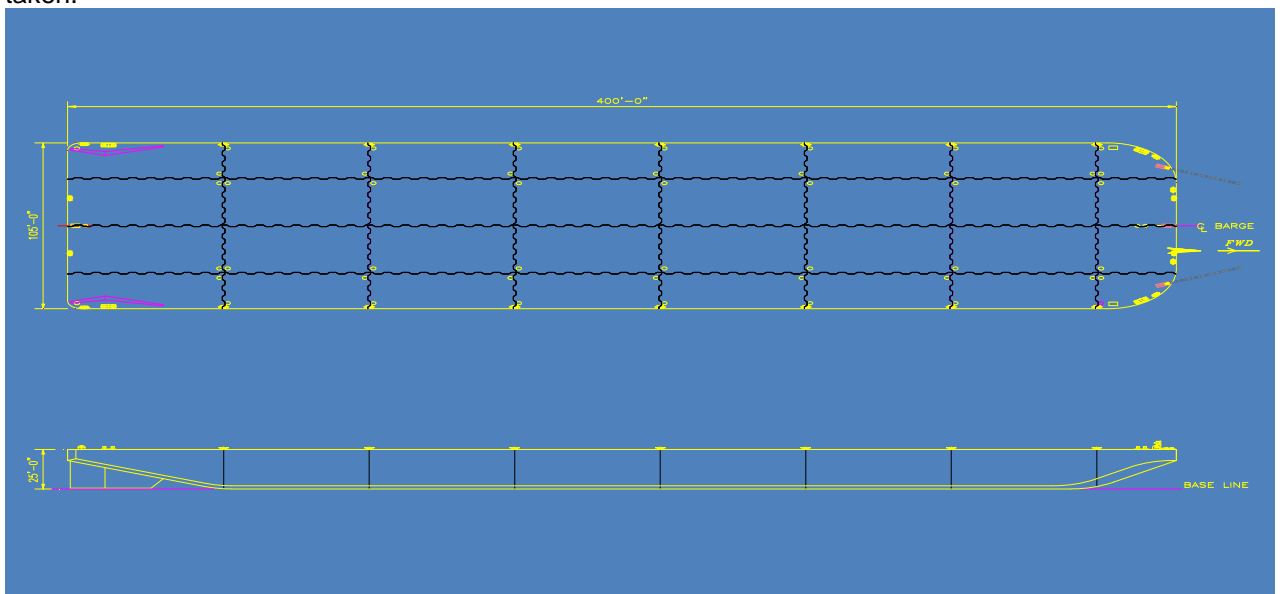 taken.
400'-0"
105'-0"
℄ BARGE
FWD
25'-0"
BASE LINE